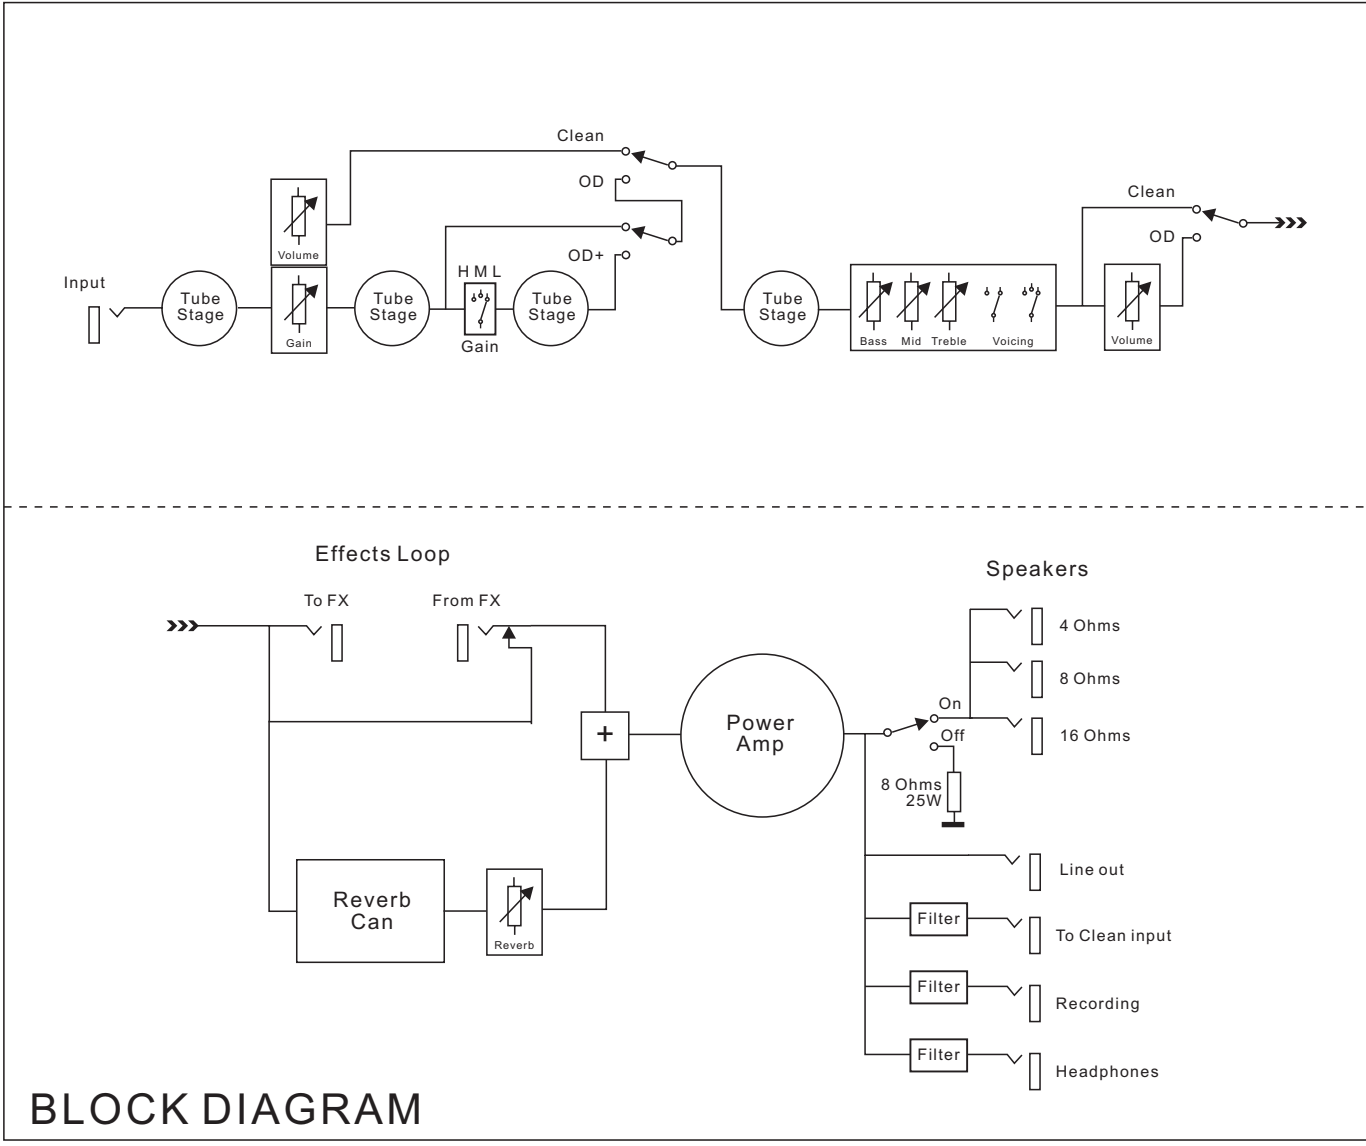 Clean
OD
Volume
OD+
Input
H M L
Tube
Stage
Gain
Tube
Stage
Gain
Tube
Stage
Tube
Stage
Bass Mid Treble Voicing
Clean
OD
Volume
Effects Loop
To FX
From FX
+
Reverb
Can
Reverb
Power
Amp
Speakers
4 Ohms
8 Ohms
On
16 Ohms
Off
8 Ohms
25W
Line out
Filter
To Clean input
Filter
Recording
Filter
Headphones
BLOCK DIAGRAM